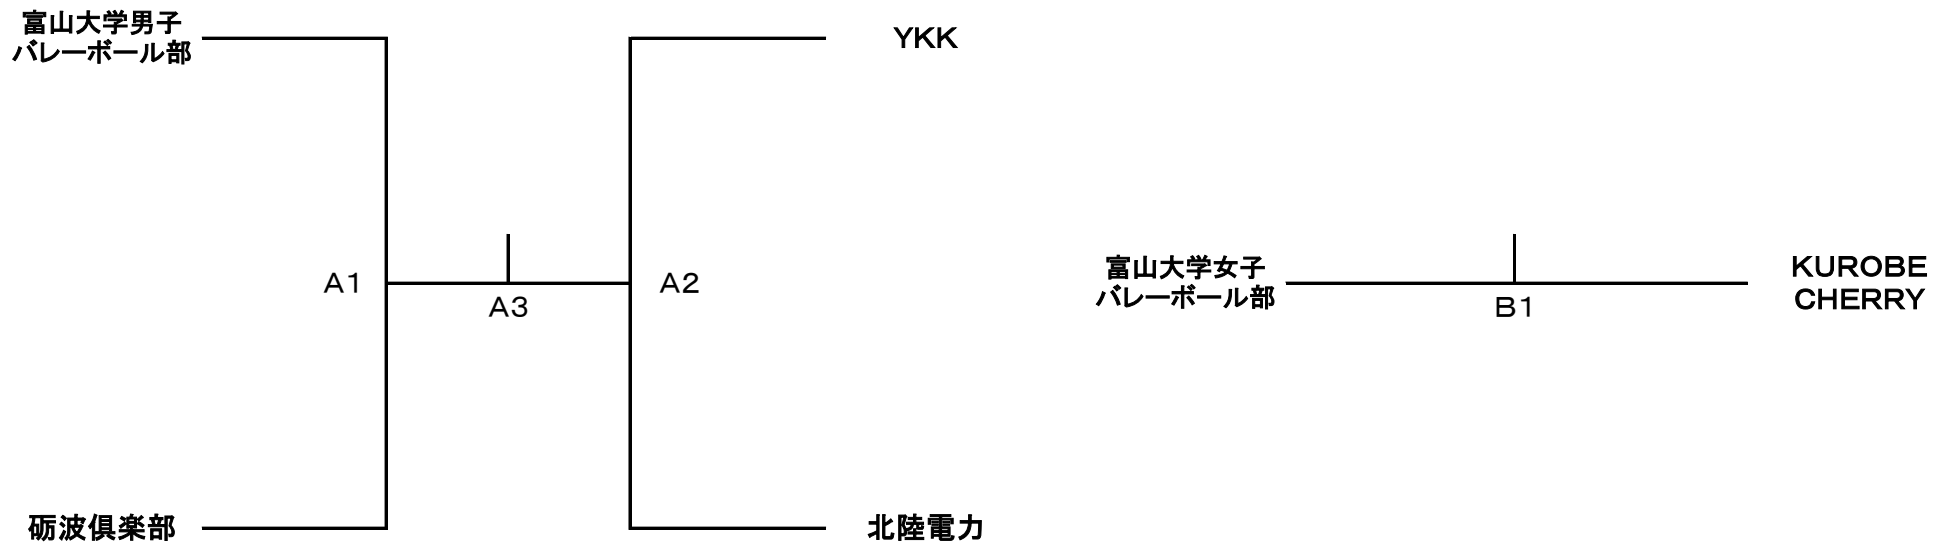 富山大学男子
バレーボール部
YKK
A1
A3
A2
砺波倶楽部
北陸電力
富山大学女子
バレーボール部
B1
KUROBE
CHERRY